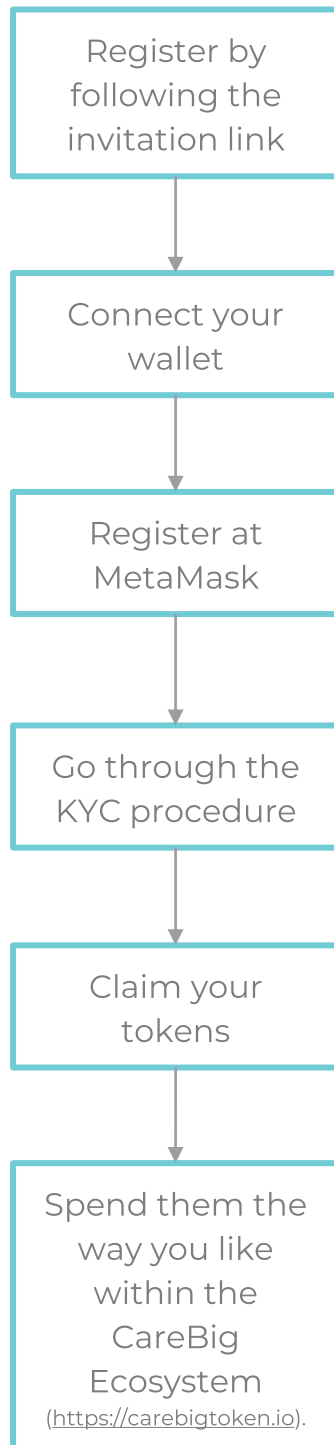 Register by
following the
invitation link
Connect your
wallet
Register at
MetaMask
Go through the
KYC procedure
Claim your
tokens
Spend them the
way you like
within the
CareBig
Ecosystem
(https://carebigtoken.io).